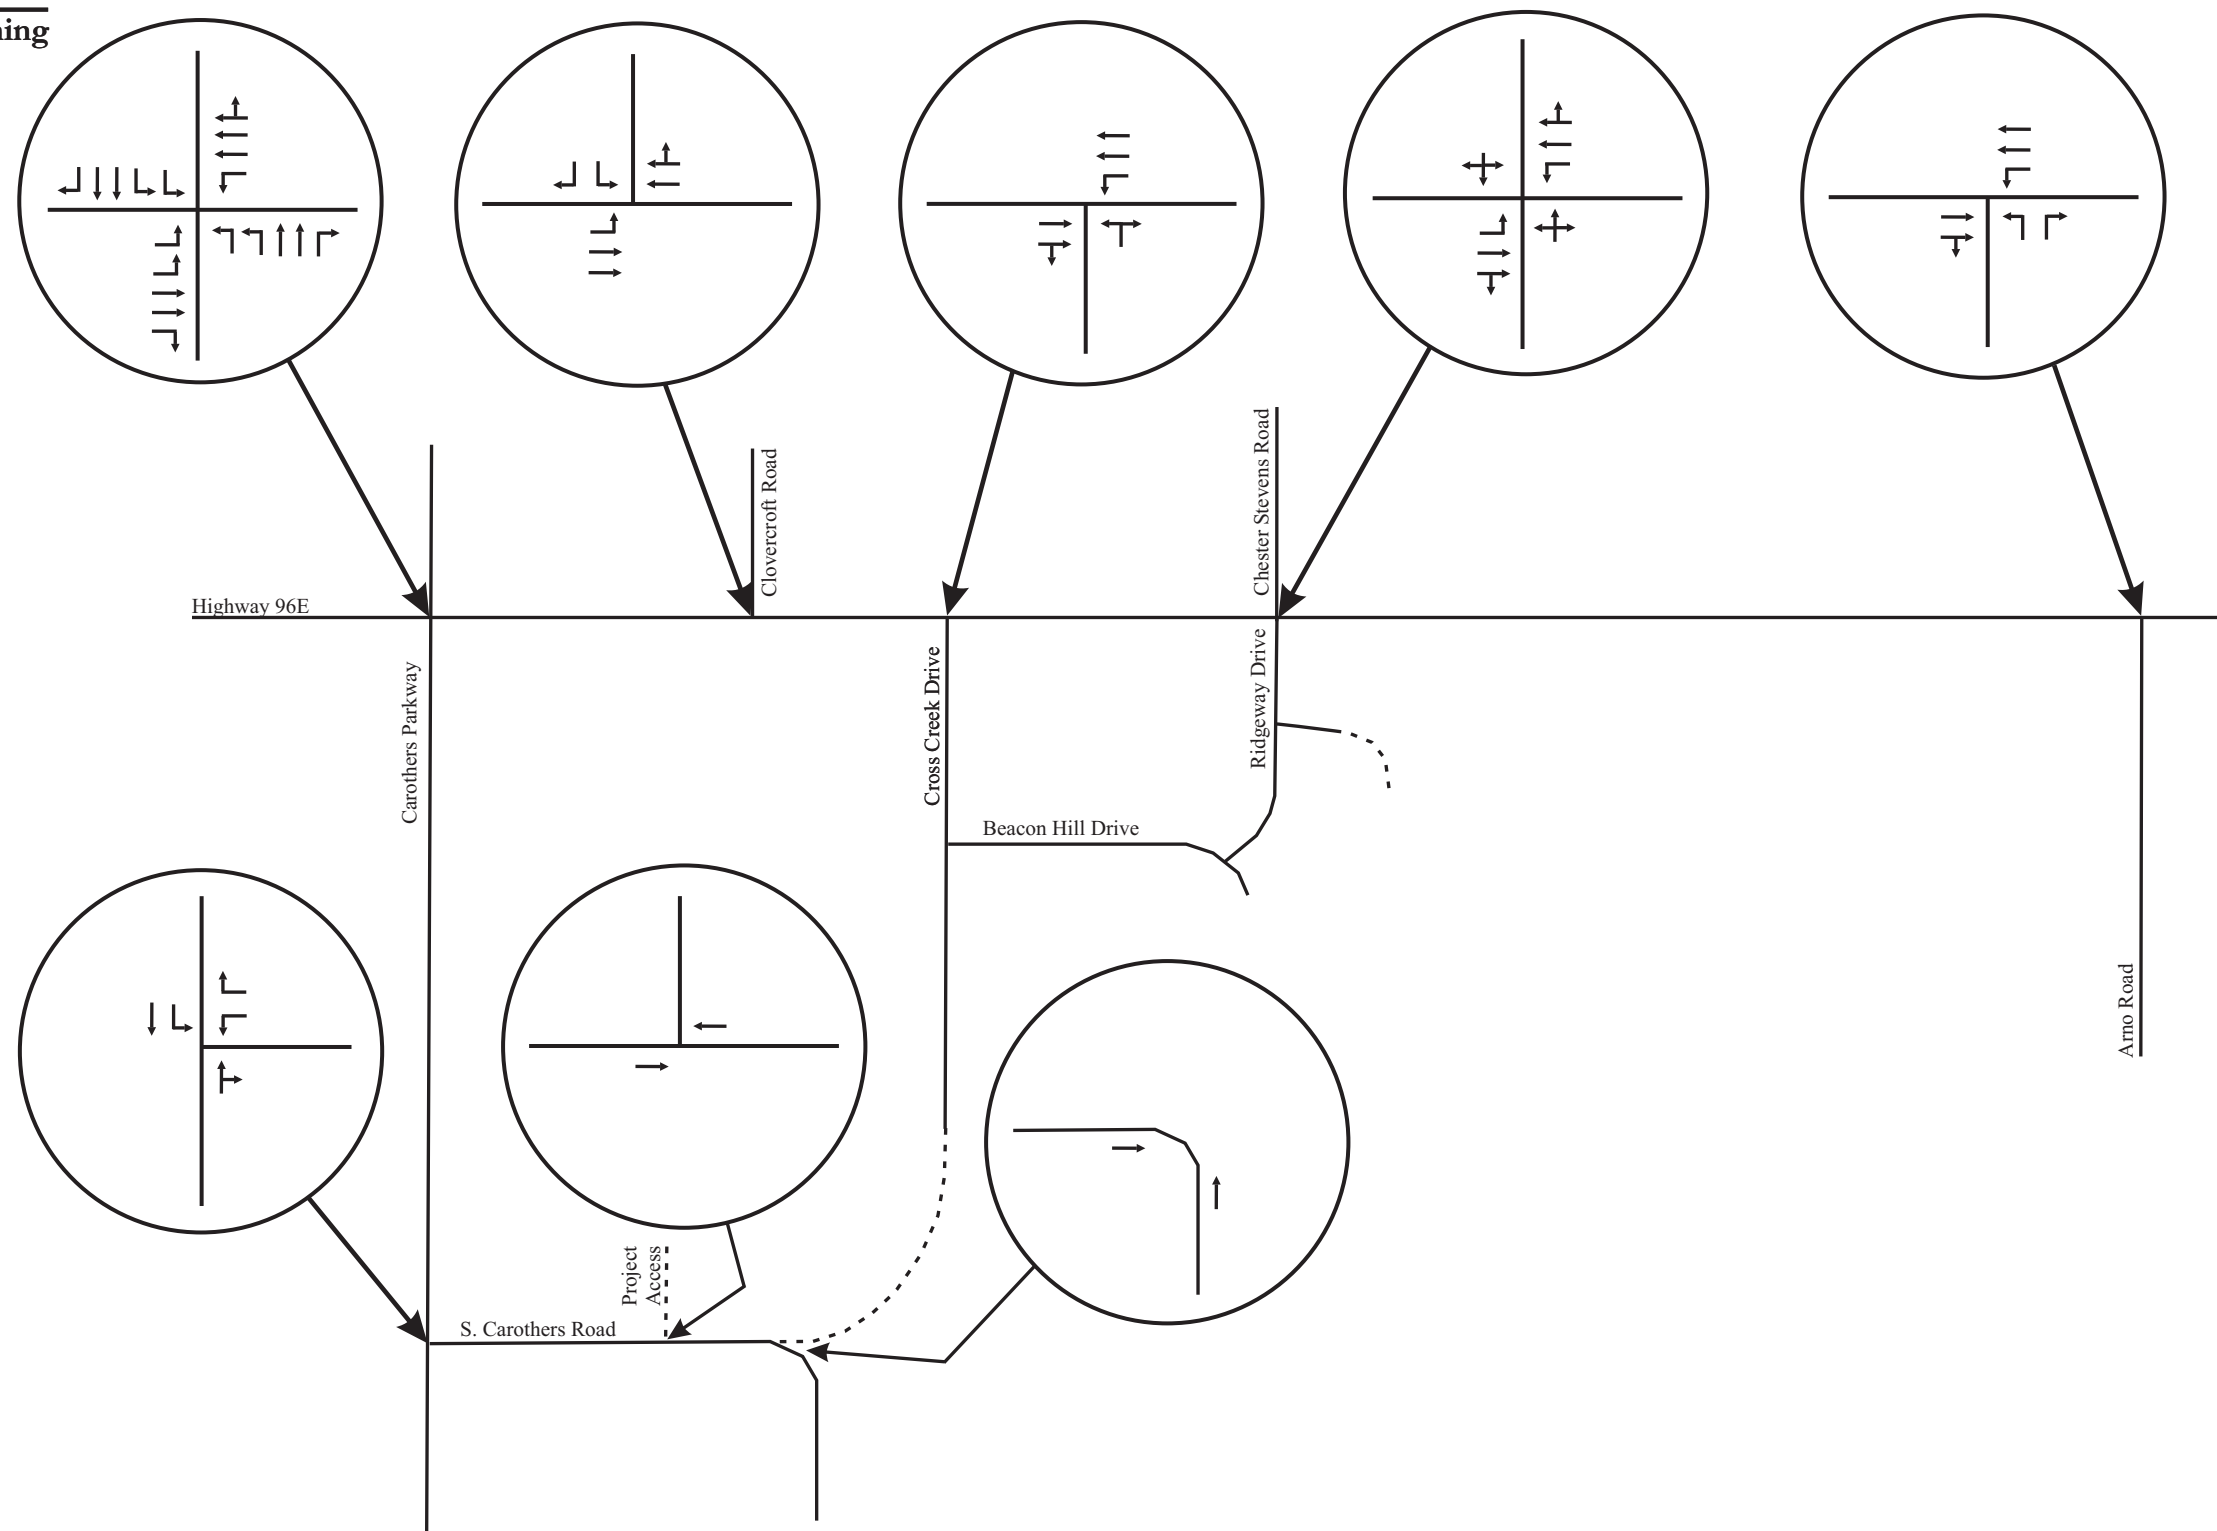 Clovercroft Road
Chester Stevens Road
Highway 96E
Carothers Parkway
Cross Creek Drive
Ridgeway Drive
Beacon Hill Drive
Arno Road
Project
Access
S. Carothers Road